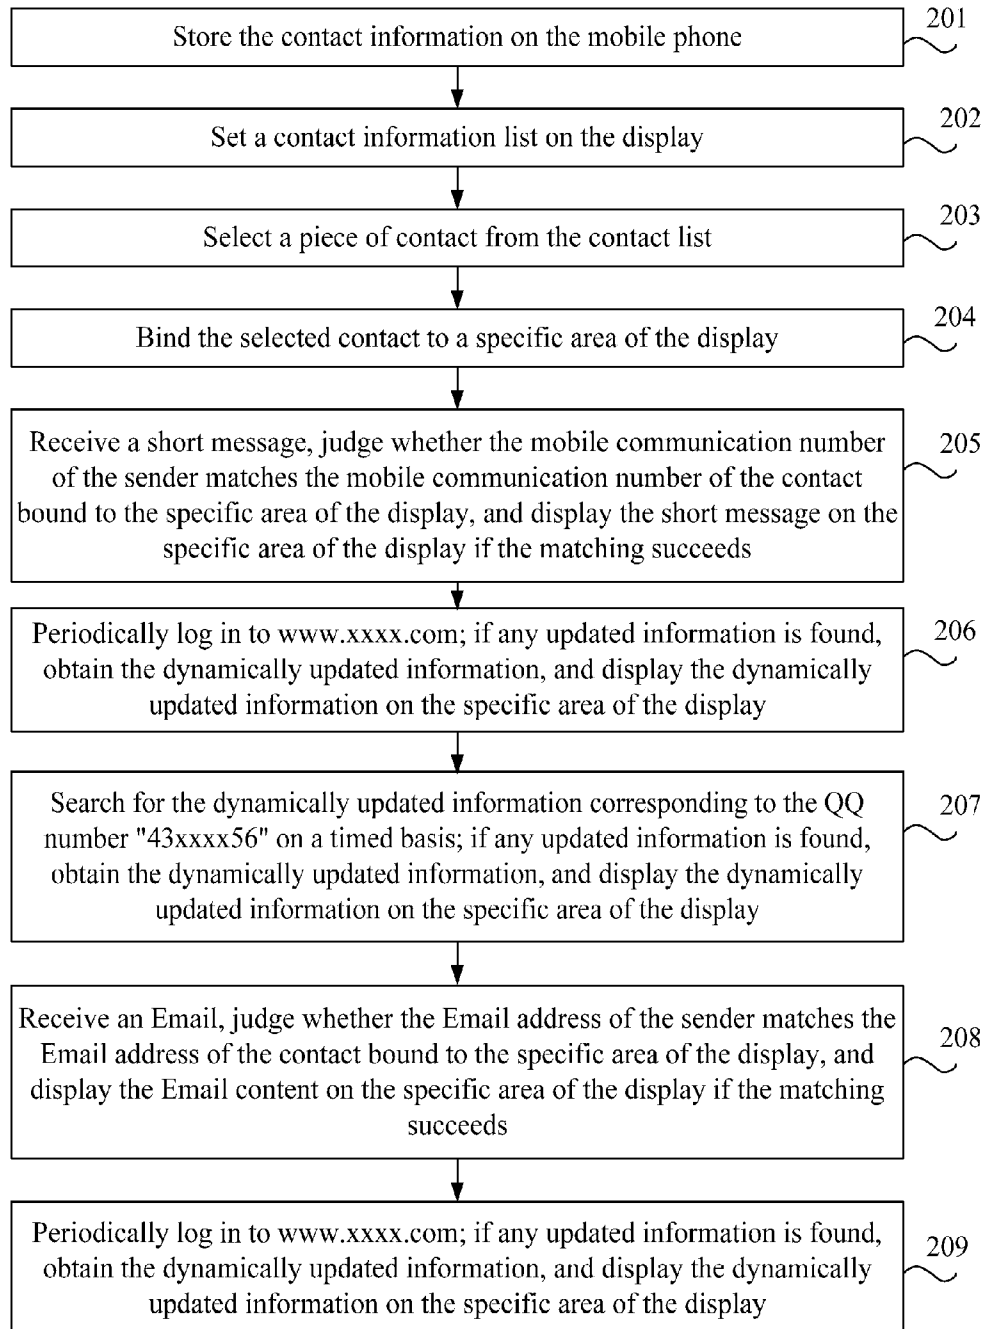 Store the contact information on the mobile phone
201
Set a contact information list on the display
202
Select a piece of contact from the contact list
203
Bind the selected contact to a specific area of the display
204
Receive a short message, judge whether the mobile communication number
of the sender matches the mobile communication number of the contact
bound to the specific area of the display, and display the short message on the
specific area of the display if the matching succeeds
205
Periodically log in to www.xxxx.com; if any updated information is found,
obtain the dynamically updated information, and display the dynamically
updated information on the specific area of the display
206
Search for the dynamically updated information corresponding to the QQ
number "43xxxx56" on a timed basis; if any updated information is found,
obtain the dynamically updated information, and display the dynamically
updated information on the specific area of the display
207
Receive an Email, judge whether the Email address of the sender matches the
Email address of the contact bound to the specific area of the display, and
display the Email content on the specific area of the display if the matching
succeeds
208
Periodically log in to www.xxxx.com; if any updated information is found,
obtain the dynamically updated information, and display the dynamically
updated information on the specific area of the display
209